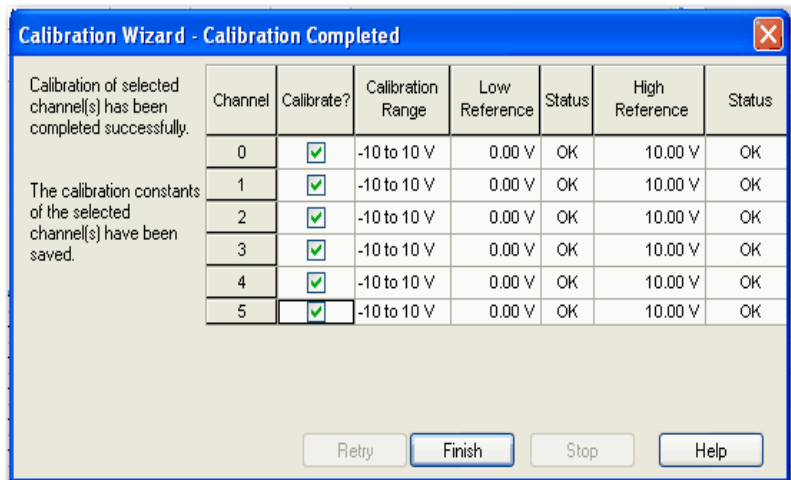 Calibration Wizard - Calibration Completed
Calibration of selected
channel(s) has been
completed successfully.
The calibration constants
of the selected
channel(s) have been
saved.
Channel Calibrate? Calibration Range Low Reference Status High Reference Status
0 -10 to 10 V 0.00 V OK 10.00 V OK
1 -10 to 10 V 0.00 V OK 10.00 V OK
2 -10 to 10 V 0.00 V OK 10.00 V OK
3 -10 to 10 V 0.00 V OK 10.00 V OK
4 -10 to 10 V 0.00 V OK 10.00 V OK
5 -10 to 10 V 0.00 V OK 10.00 V OK
Retry Finish Stop Help